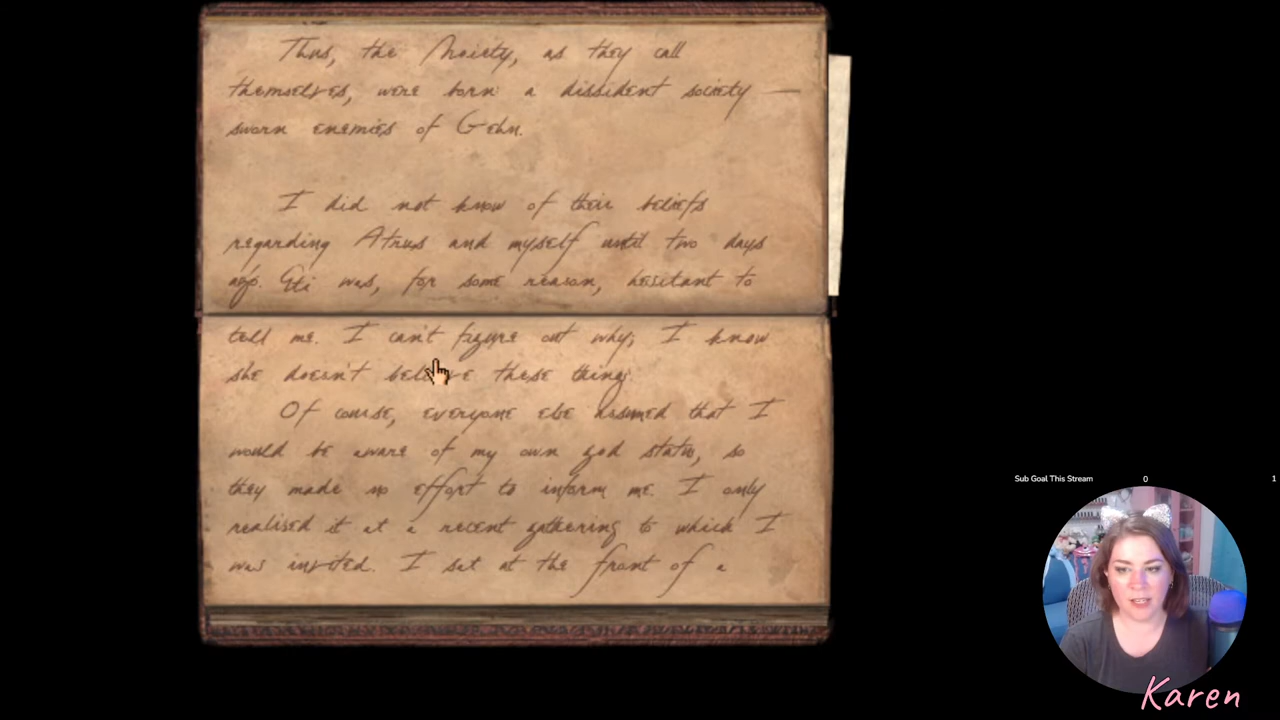 Thus, the Moiety, as they call
themselves, were born: a dissident society —
sworn enemies of Gehn.
I did not know of their beliefs
regarding Atrus and myself until two days
ago. Eti was, for some reason, hesitant to
tell me. I can't figure out why; I know
she doesn't believe these things.
Of course, everyone else assumed that I
would be aware of my own god status, so
they made no effort to inform me. I only
realised it at a recent gathering to which I
was invited. I sat at the front of a
Sub Goal This Stream 0 1
Karen